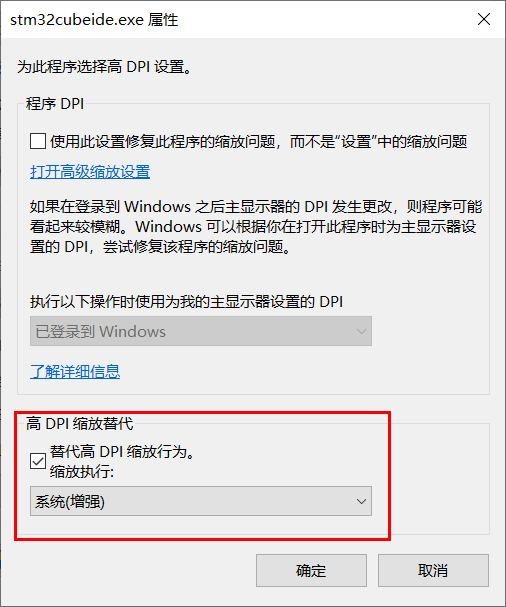 stm32cubeide.exe 属性
为此程序选择高 DPI 设置。
程序 DPI
使用此设置修复此程序的缩放问题，而不是“设置”中的缩放问题
打开高级缩放设置
如果在登录到 Windows 之后主显示器的 DPI 发生更改，则程序可能
看起来较模糊。Windows 可以根据你在打开此程序时为主显示器设
置的 DPI，尝试修复该程序的缩放问题。
执行以下操作时使用为我的主显示器设置的 DPI
已登录到 Windows
了解详细信息
高 DPI 缩放替代
替代高 DPI 缩放行为。
缩放执行:
系统(增强)
确定
取消